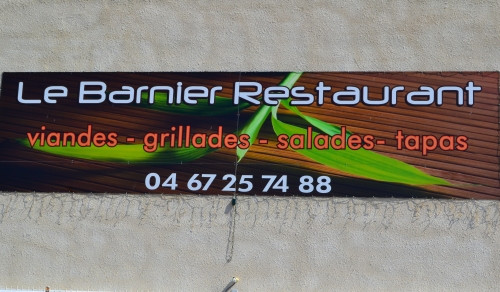 Le Barnier Restaurant
viandes - grillades - salades- tapas
04 67 25 74 88